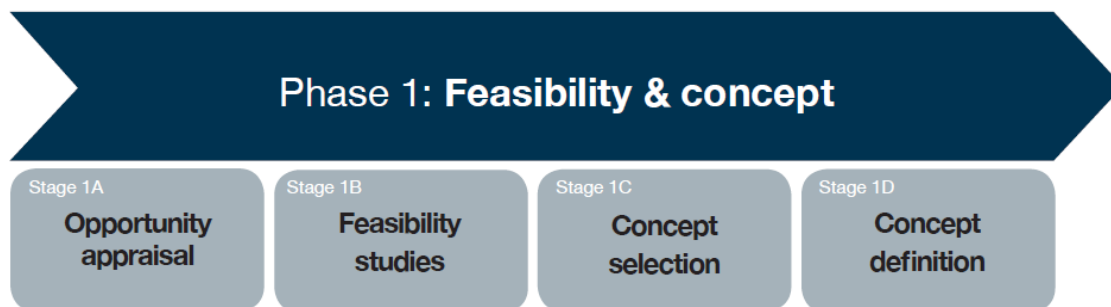 Phase 1: Feasibility & concept
Stage 1A
Opportunity
appraisal
Stage 1B
Feasibility
studies
Stage 1C
Concept
selection
Stage 1D
Concept
definition